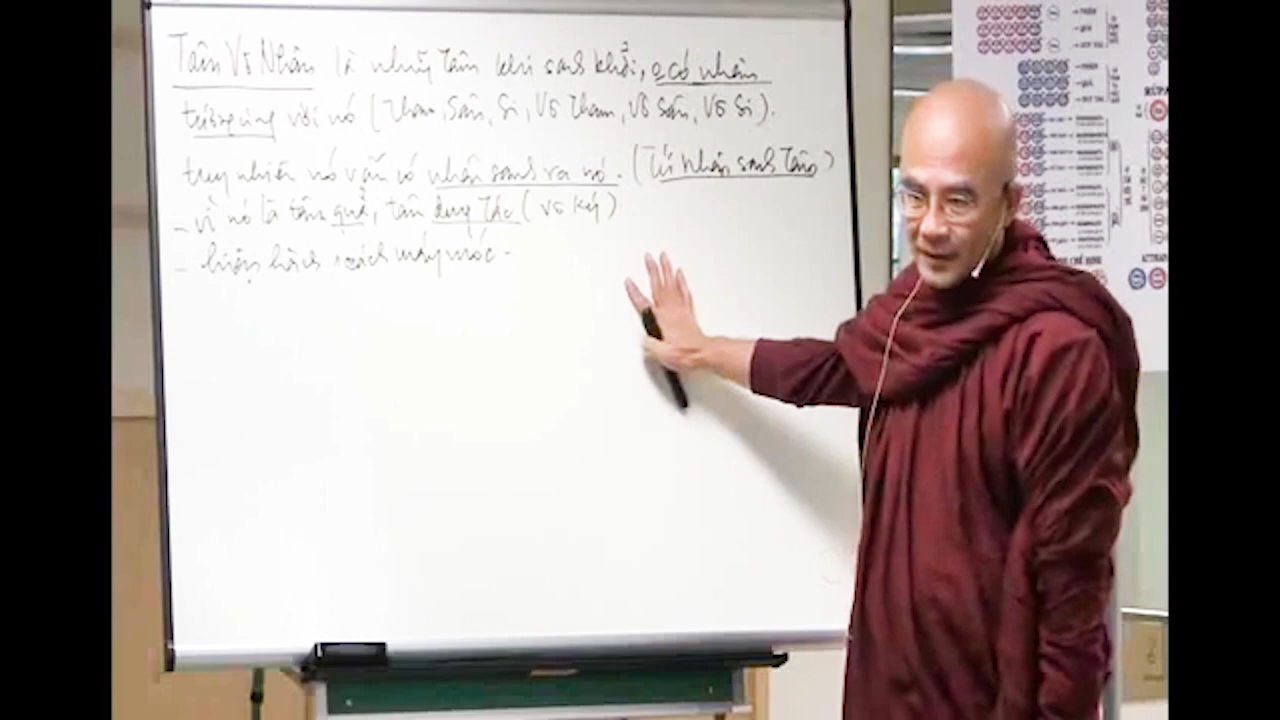 Tâm Vô Nhân là những Tâm khi sanh khởi, o có nhân
tương ưng với nó (Tham, Sân, Si, Vô Tham, Vô Sân, Vô Si).
tuy nhiên nó vẫn có nhân sanh ra nó. (Tứ Nhân sanh Tâm)
- vì nó là tâm quả, tâm duy Tác (vô Ký)
- hiện hành 1 cách máy móc -
RŪPA